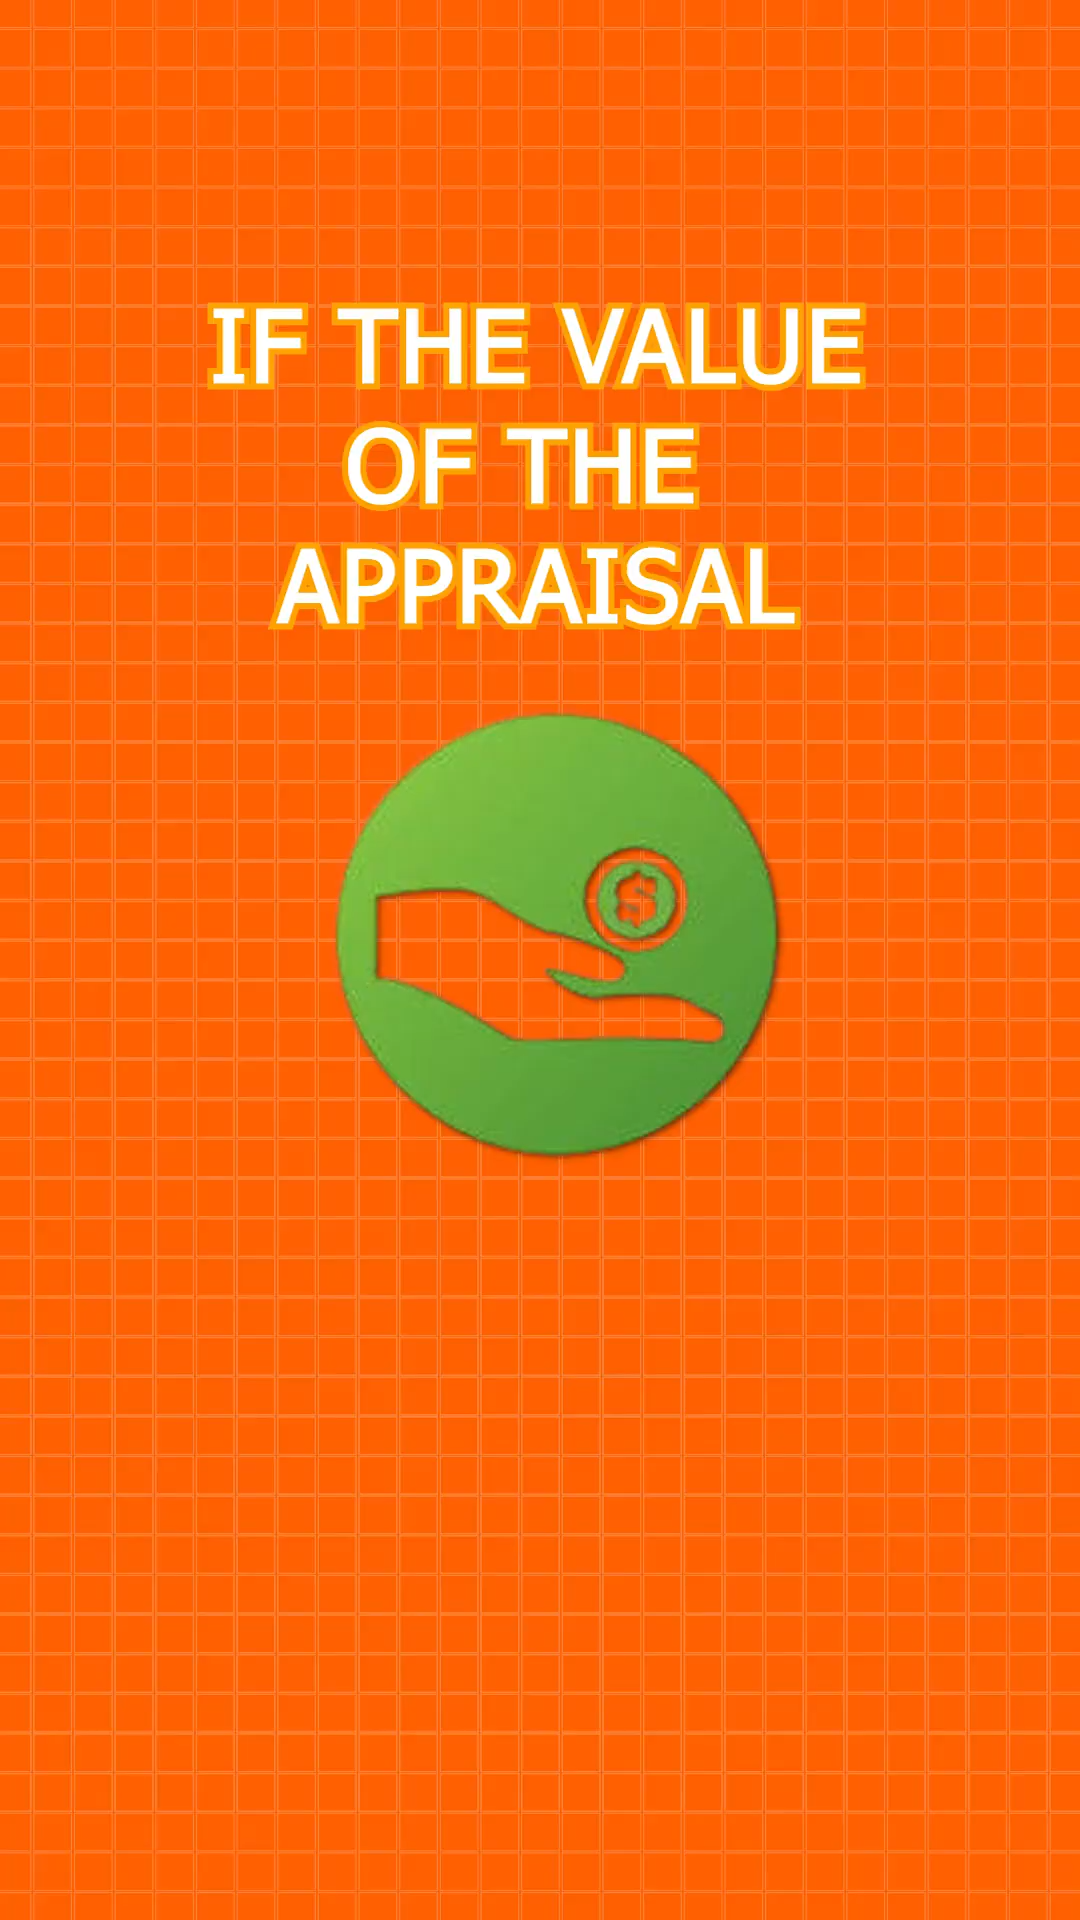 IF THE VALUE
OF THE
APPRAISAL
$